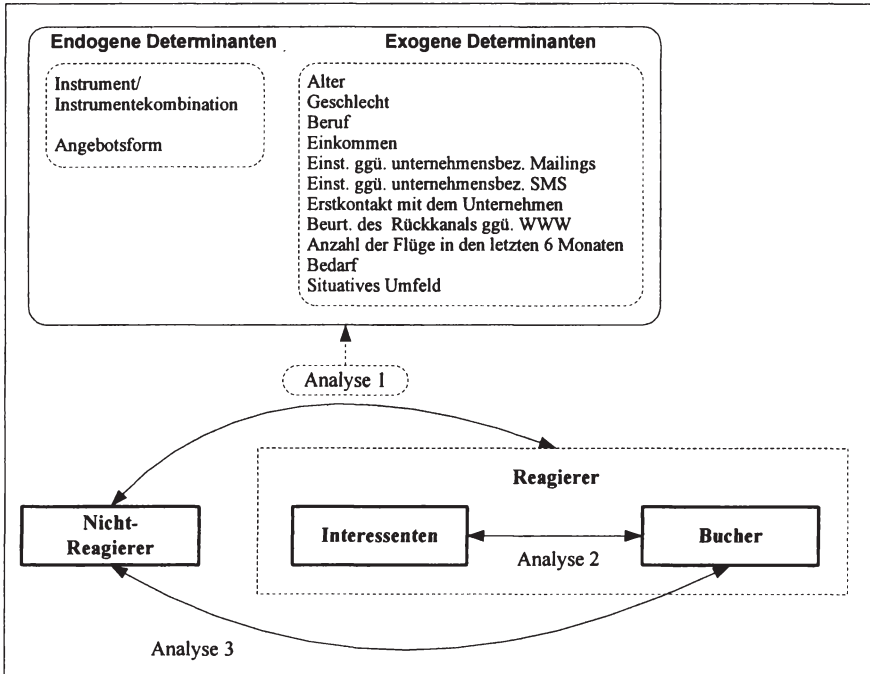 Endogene Determinanten
Exogene Determinanten
Instrument/
Instrumentekombination
Angebotsform
Alter
Geschlecht
Beruf
Einkommen
Einst. ggü. unternehmensbez. Mailings
Einst. ggü. unternehmensbez. SMS
Erstkontakt mit dem Unternehmen
Beurt. des Rückkanals ggü. WWW
Anzahl der Flüge in den letzten 6 Monaten
Bedarf
Situatives Umfeld
Analyse 1
Reagierer
Nicht-
Reagierer
Interessenten
Bucher
Analyse 2
Analyse 3